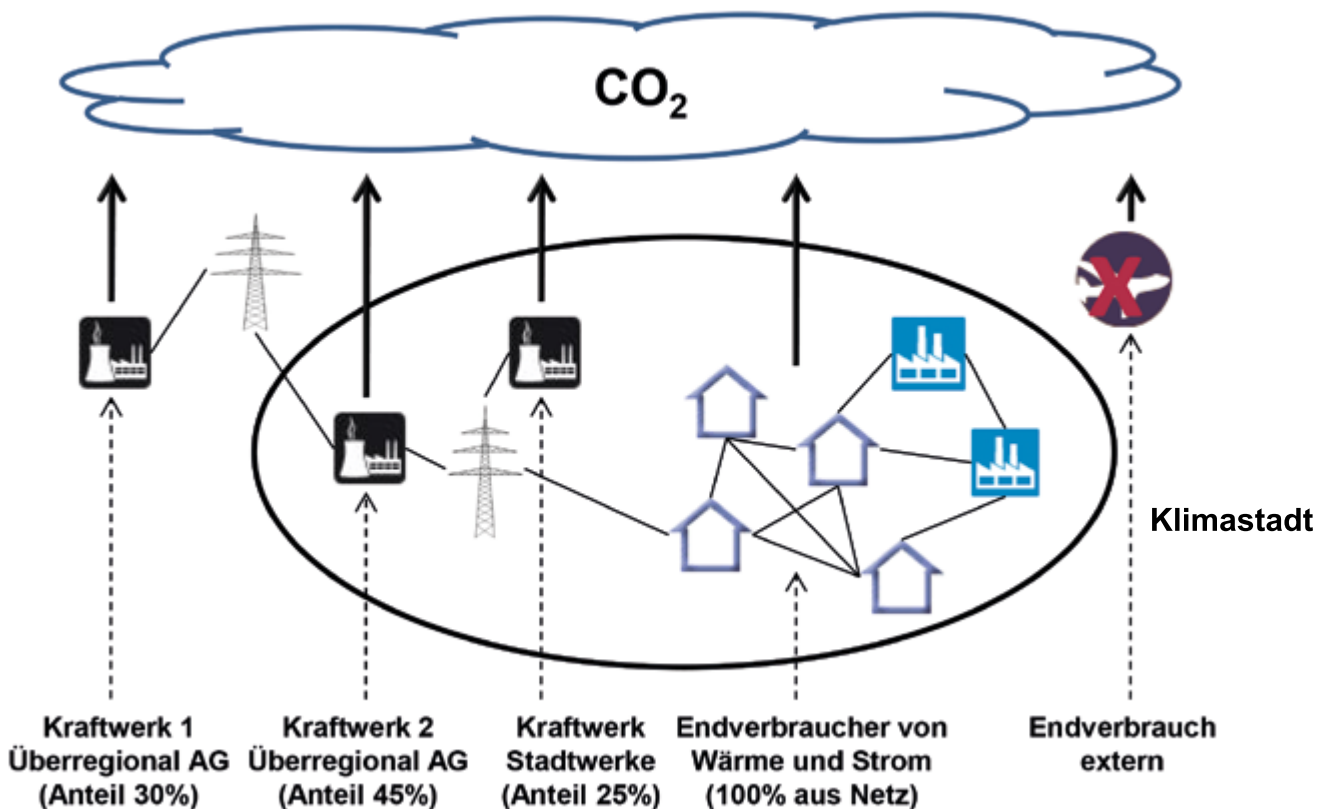 CO₂
Klimastadt
Kraftwerk 1
Überregional AG
(Anteil 30%)
Kraftwerk 2
Überregional AG
(Anteil 45%)
Kraftwerk
Stadtwerke
(Anteil 25%)
Endverbraucher von
Wärme und Strom
(100% aus Netz)
Endverbrauch
extern
X